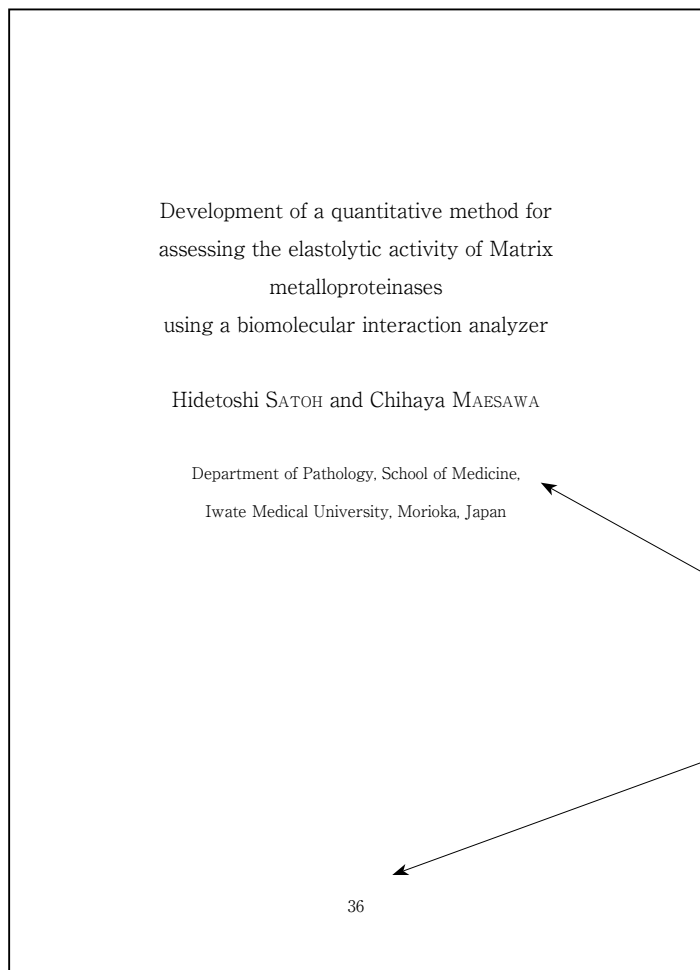 Development of a quantitative method for
assessing the elastolytic activity of Matrix
metalloproteinases
using a biomolecular interaction analyzer
Hidetoshi SATOH and Chihaya MAESAWA
Department of Pathology, School of Medicine,
Iwate Medical University, Morioka, Japan
36